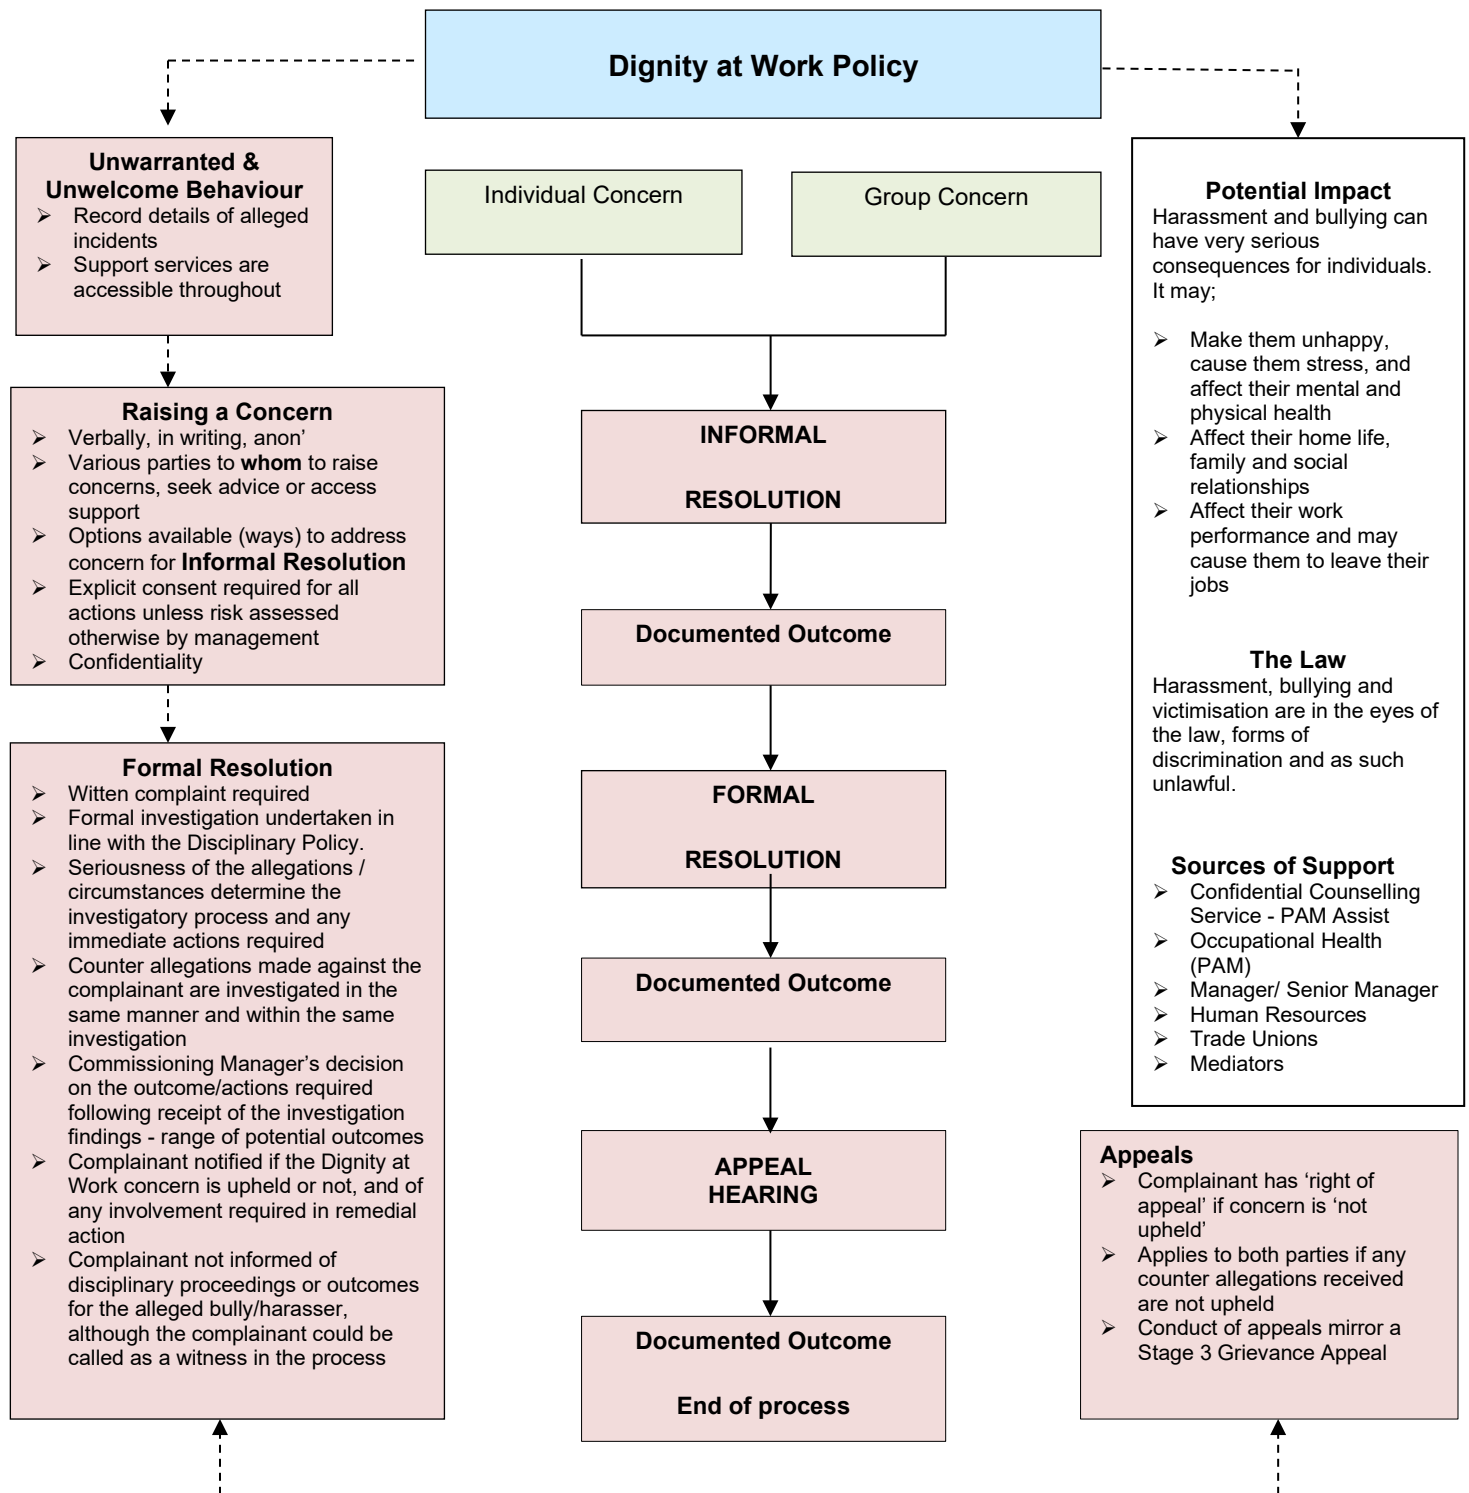 Dignity at Work Policy
Unwarranted &
Unwelcome Behaviour
➢ Record details of alleged
incidents
➢ Support services are
accessible throughout
Raising a Concern
➢ Verbally, in writing, anon’
➢ Various parties to whom to raise
concerns, seek advice or access
support
➢ Options available (ways) to address
concern for Informal Resolution
➢ Explicit consent required for all
actions unless risk assessed
otherwise by management
➢ Confidentiality
Formal Resolution
➢ Witten complaint required
➢ Formal investigation undertaken in
line with the Disciplinary Policy.
➢ Seriousness of the allegations /
circumstances determine the
investigatory process and any
immediate actions required
➢ Counter allegations made against the
complainant are investigated in the
same manner and within the same
investigation
➢ Commissioning Manager’s decision
on the outcome/actions required
following receipt of the investigation
findings - range of potential outcomes
➢ Complainant notified if the Dignity at
Work concern is upheld or not, and of
any involvement required in remedial
action
➢ Complainant not informed of
disciplinary proceedings or outcomes
for the alleged bully/harasser,
although the complainant could be
called as a witness in the process
Individual Concern
Group Concern
INFORMAL
RESOLUTION
Documented Outcome
FORMAL
RESOLUTION
Documented Outcome
APPEAL
HEARING
Documented Outcome
End of process
Potential Impact
Harassment and bullying can
have very serious
consequences for individuals.
It may;
➢ Make them unhappy,
cause them stress, and
affect their mental and
physical health
➢ Affect their home life,
family and social
relationships
➢ Affect their work
performance and may
cause them to leave their
jobs
The Law
Harassment, bullying and
victimisation are in the eyes of
the law, forms of
discrimination and as such
unlawful.
Sources of Support
➢ Confidential Counselling
Service - PAM Assist
➢ Occupational Health
(PAM)
➢ Manager/ Senior Manager
➢ Human Resources
➢ Trade Unions
➢ Mediators
Appeals
➢ Complainant has ‘right of
appeal’ if concern is ‘not
upheld’
➢ Applies to both parties if any
counter allegations received
are not upheld
➢ Conduct of appeals mirror a
Stage 3 Grievance Appeal